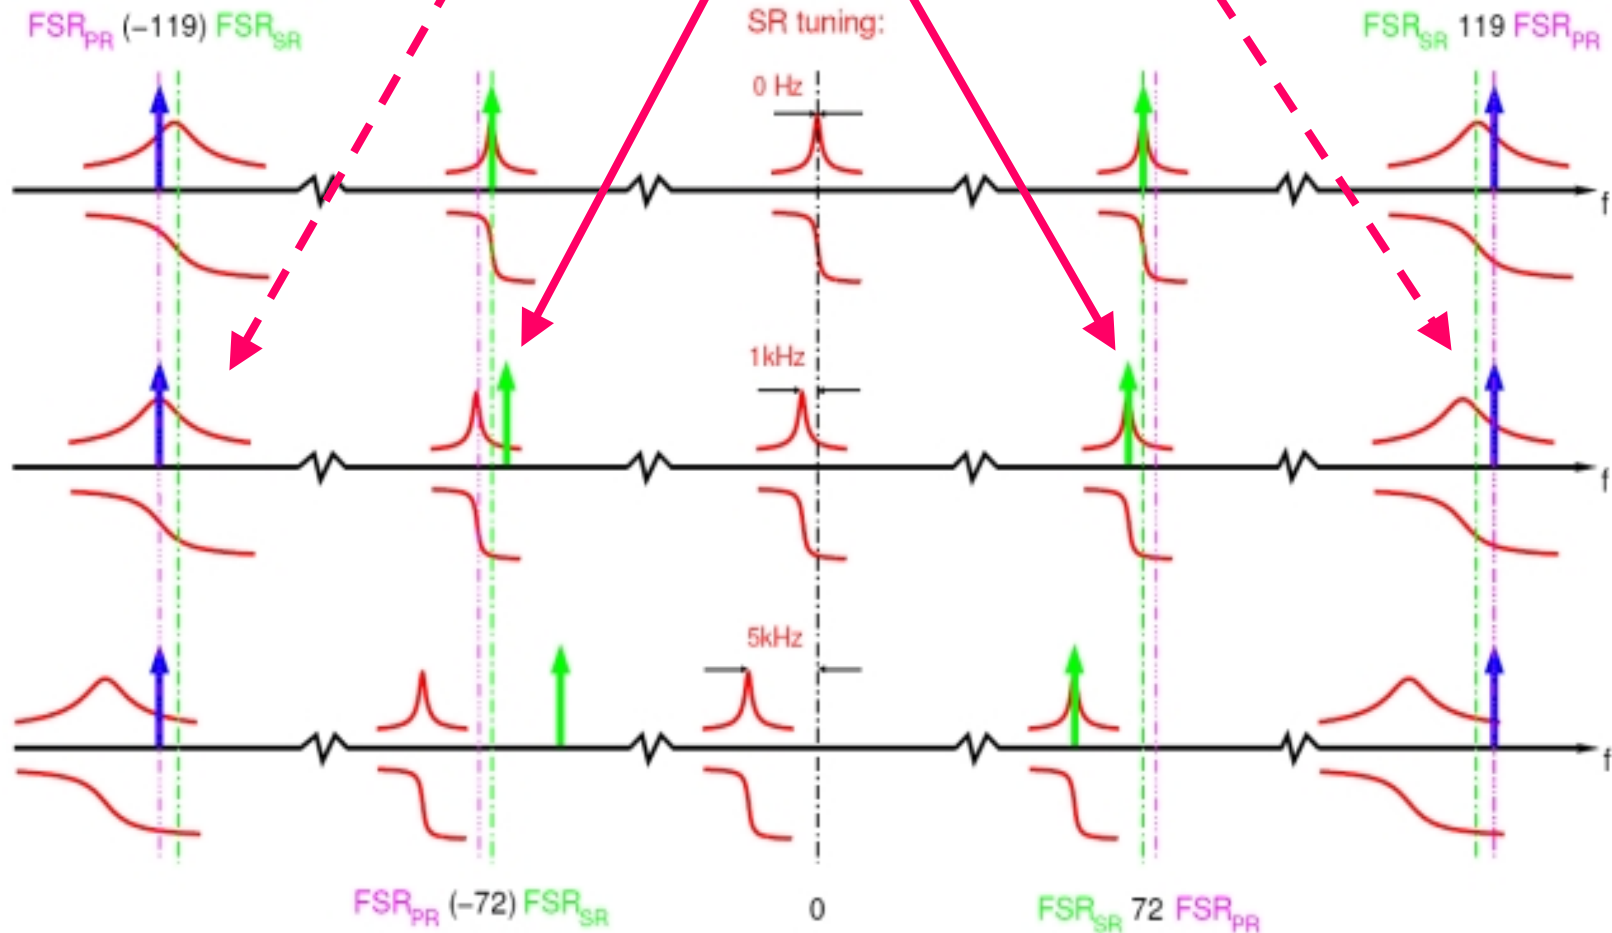 FSR_PR (−119) FSR_SR
SR tuning:
FSR_SR 119 FSR_PR
0 Hz
f
1kHz
f
5kHz
f
FSR_PR (−72) FSR_SR
0
FSR_SR 72 FSR_PR